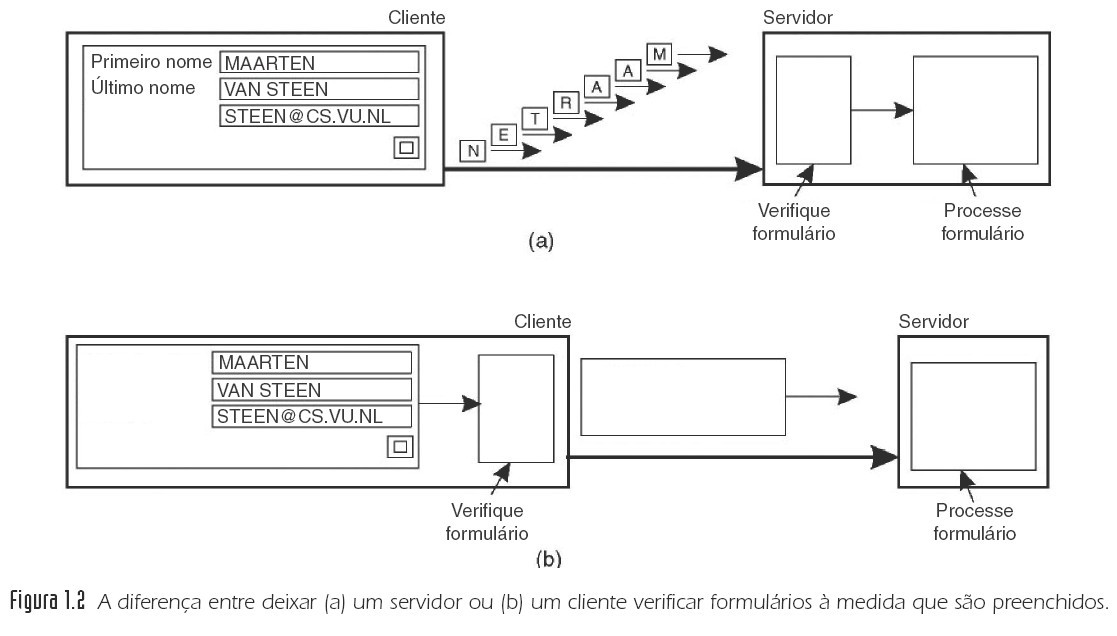 Cliente
Servidor
Primeiro nome MAARTEN
Último nome VAN STEEN
STEEN@CS.VU.NL
M
A
A
R
T
E
N
Verifique
formulário
Processe
formulário
(a)
Cliente
Servidor
MAARTEN
VAN STEEN
STEEN@CS.VU.NL
Verifique
formulário
Processe
formulário
(b)
Figura 1.2 A diferença entre deixar (a) um servidor ou (b) um cliente verificar formulários à medida que são preenchidos.